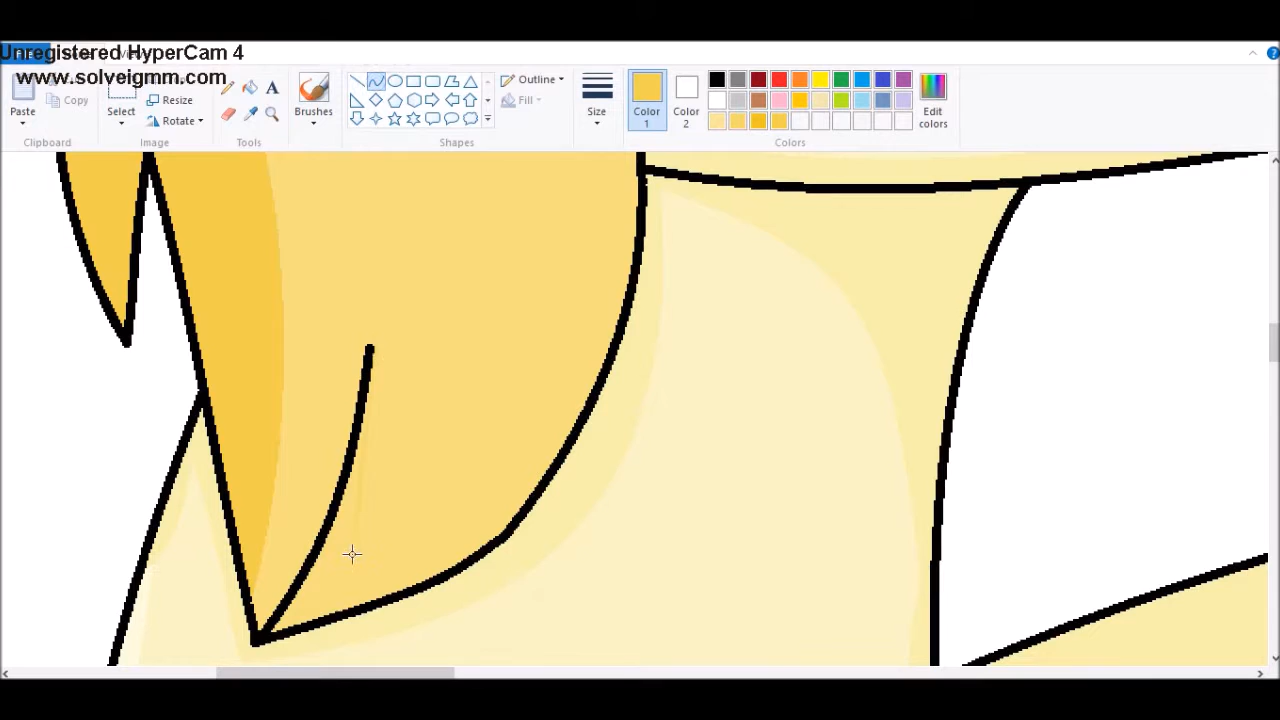 Unregistered HyperCam 4
www.solveigmm.com
Paste
Copy
Clipboard
Select
Resize
Rotate
Image
A
Tools
Brushes
Outline
Fill
Shapes
Size
Color 1
Color 2
Edit colors
Colors